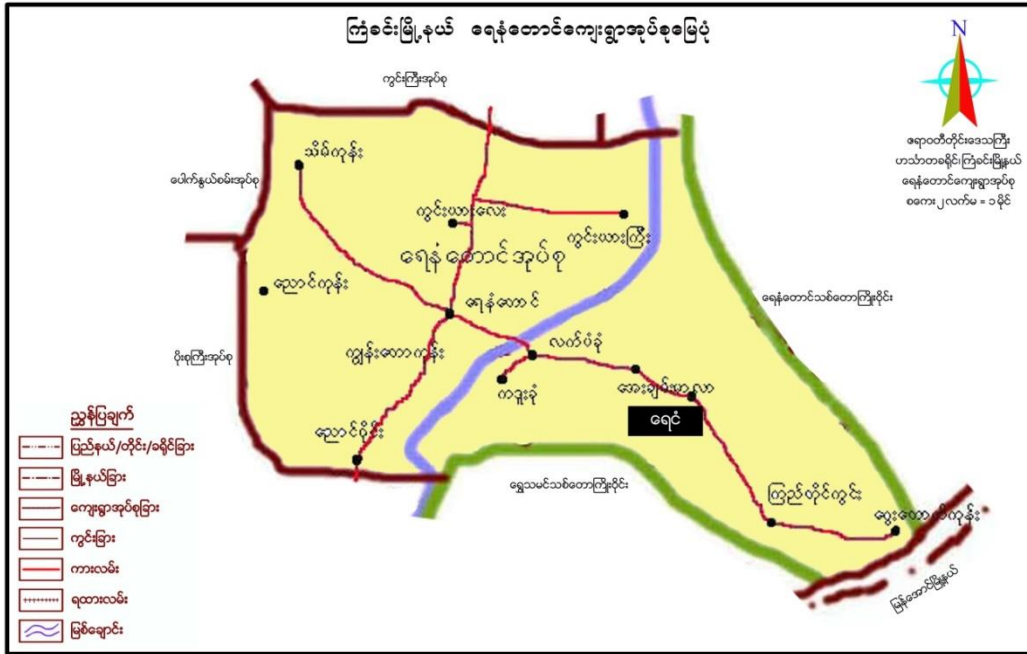 ကြံခင်းမြို့နယ် ရေနံတောင်ကျေးရွာအုပ်စုမြေပုံ
N
ကွင်းကြီးအုပ်စု
ဧရာဝတီတိုင်းဒေသကြီး
ဟင်္သာတခရိုင်၊ကြံခင်းမြို့နယ်
ရေနံတောင်ကျေးရွာအုပ်စု
စကေး ၂ လက်မ = ၁ မိုင်
သိမ်ကုန်း
ပေါက်နွယ်စမ်းအုပ်စု
ကွင်းယားလေး
ကွင်းယားကြီး
ရေနံတောင်အုပ်စု
ညောင်ကုန်း
ရေနံတောင်
ရေနံတောင်သစ်တောကြိုးဝိုင်း
ကျွန်းတောကုန်း
လက်ပံခုံ
ပိုးစုကြီးအုပ်စု
ကဒူးခုံ
အေးချမ်းမာလာ
ရေငံ
ညောင်ဝိုင်း
ရွှေသမင်သစ်တောကြိုးဝိုင်း
ကြည်တိုင်ကွင်း
မြန်အောင်မြို့နယ်
ညွှန်ပြချက်
ပြည်နယ်/တိုင်း/ခရိုင်ခြား
မြို့နယ်ခြား
ကျေးရွာအုပ်စုခြား
ကွင်းခြား
ကားလမ်း
ရထားလမ်း
မြစ်ချောင်း